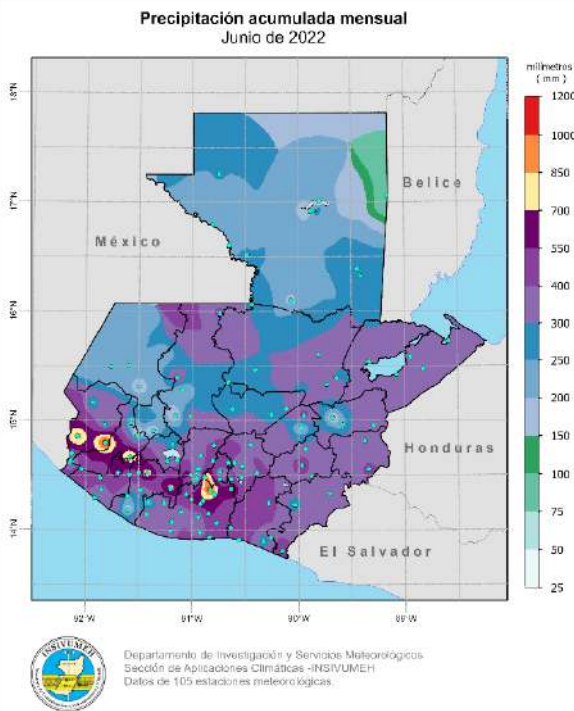 Precipitación acumulada mensual
Junio de 2022
milímetros
( mm )
18°N
17°N
16°N
15°N
14°N
92°W
91°W
90°W
1200
1000
850
700
550
450
400
350
300
250
200
150
100
75
50
25
Belice
México
Honduras
El Salvador
INSIVUMEH
Departamento de Investigación y Servicios Meteorológicos
Sección de Aplicaciones Climáticas -INSIVUMEH
Datos de 105 estaciones meteorológicas.